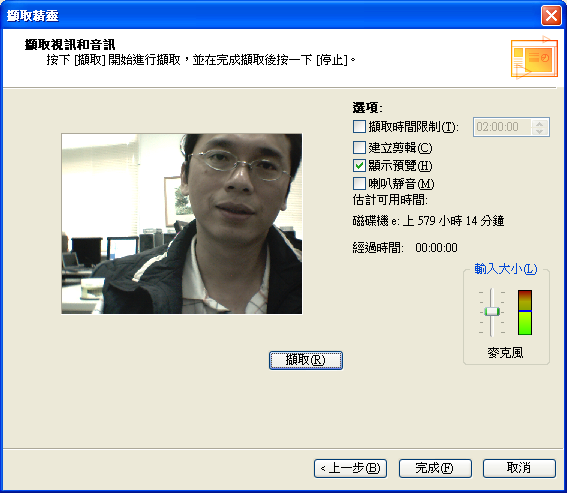 擷取精靈
擷取視訊和音訊
按下 [擷取] 開始進行擷取，並在完成擷取後按一下 [停止]。
選項:
擷取時間限制(T):
02:00:00
建立剪輯(C)
顯示預覽(H)
喇叭靜音(M)
估計可用時間:
磁碟機 e: 上 579 小時 14 分鐘
經過時間: 00:00:00
輸入大小(L)
麥克風
擷取(R)
< 上一步(B)
完成(F)
取消